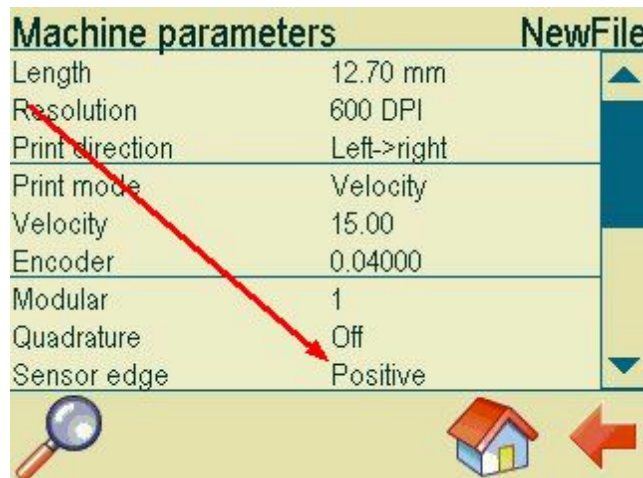 Machine parameters NewFile
Length 12.70 mm
Resolution 600 DPI
Print direction Left->right
Print mode Velocity
Velocity 15.00
Encoder 0.04000
Modular 1
Quadrature Off
Sensor edge Positive